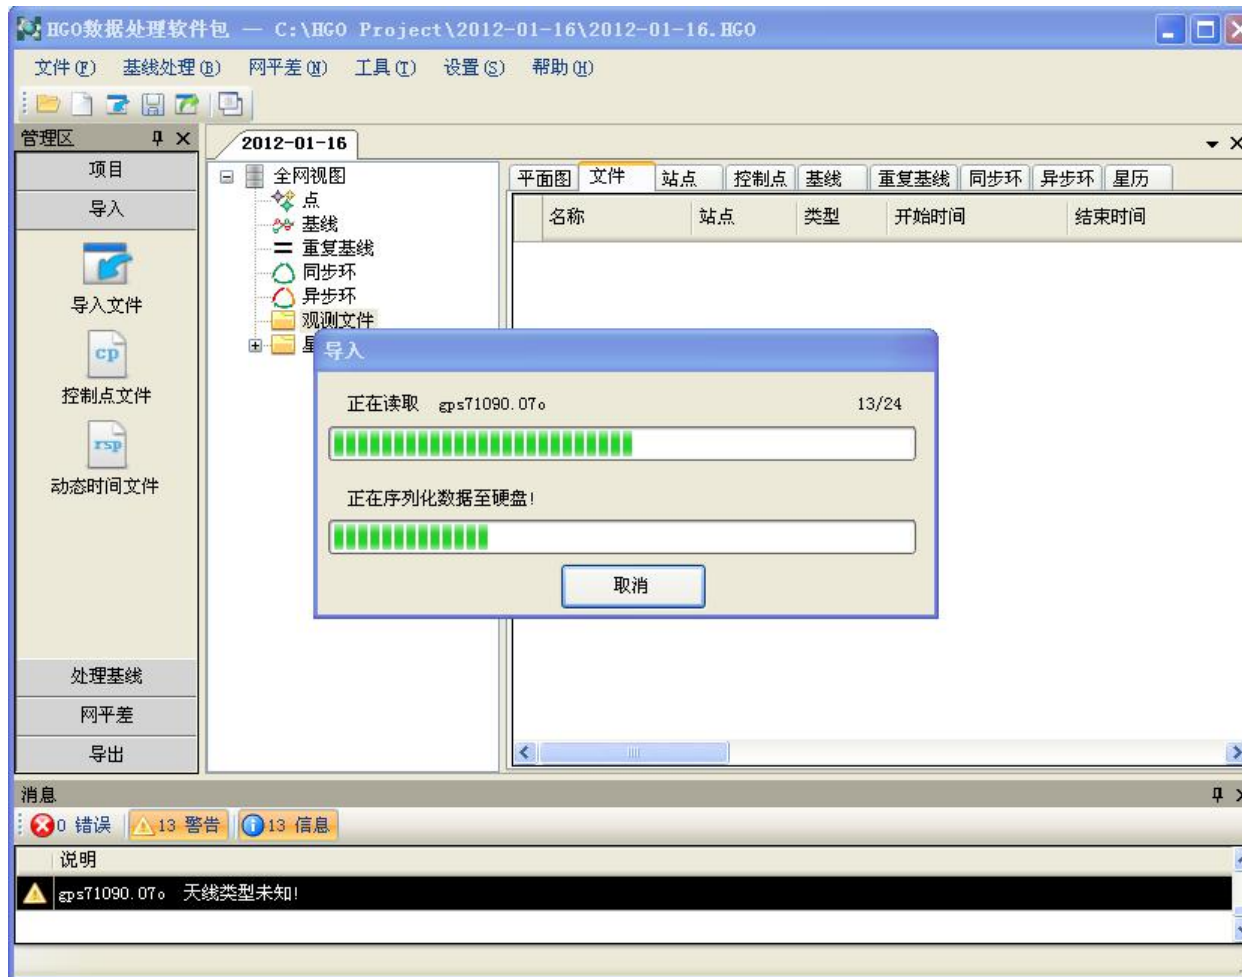 HGO数据处理软件包 — C:\HGO Project\2012-01-16\2012-01-16.HGO
文件(F) 基线处理(B) 网平差(N) 工具(T) 设置(S) 帮助(H)
管理区
项目
导入
导入文件
cp
控制点文件
rsp
动态时间文件
处理基线
网平差
导出
2012-01-16
全网视图
点
基线
重复基线
同步环
异步环
观测文件
星
平面图 文件 站点 控制点 基线 重复基线 同步环 异步环 星历
名称 站点 类型 开始时间 结束时间
导入
正在读取 gps71090.07o 13/24
正在序列化数据至硬盘!
取消
消息
0 错误 13 警告 13 信息
说明
gps71090.07o 天线类型未知!